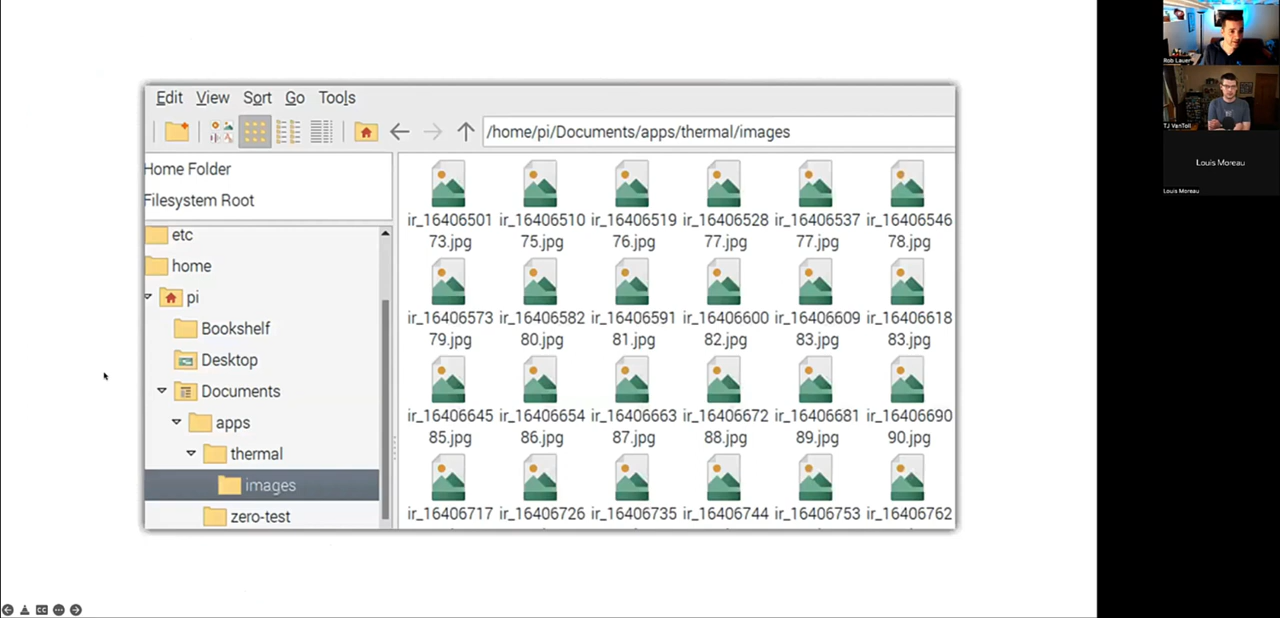 Edit View Sort Go Tools
/home/pi/Documents/apps/thermal/images
Home Folder
Filesystem Root
etc
home
pi
Bookshelf
Desktop
Documents
apps
thermal
images
zero-test
ir_16406501 ir_16406510 ir_16406519 ir_16406528 ir_16406537 ir_16406546
73.jpg 75.jpg 76.jpg 77.jpg 77.jpg 78.jpg
ir_16406573 ir_16406582 ir_16406591 ir_16406600 ir_16406609 ir_16406618
79.jpg 80.jpg 81.jpg 82.jpg 83.jpg 83.jpg
ir_16406645 ir_16406654 ir_16406663 ir_16406672 ir_16406681 ir_16406690
85.jpg 86.jpg 87.jpg 88.jpg 89.jpg 90.jpg
ir_16406717 ir_16406726 ir_16406735 ir_16406744 ir_16406753 ir_16406762
CC
Rob Lauer
TJ VanToll
Louis Moreau
Louis Moreau